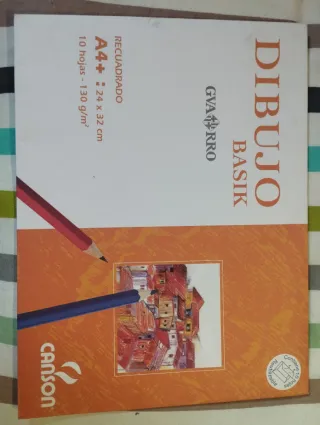 DIBUJO
BASIK
GVARRO
RECUADRADO
A4+ : 24 x 32 cm
10 hojas - 130 g/m²
CANSON